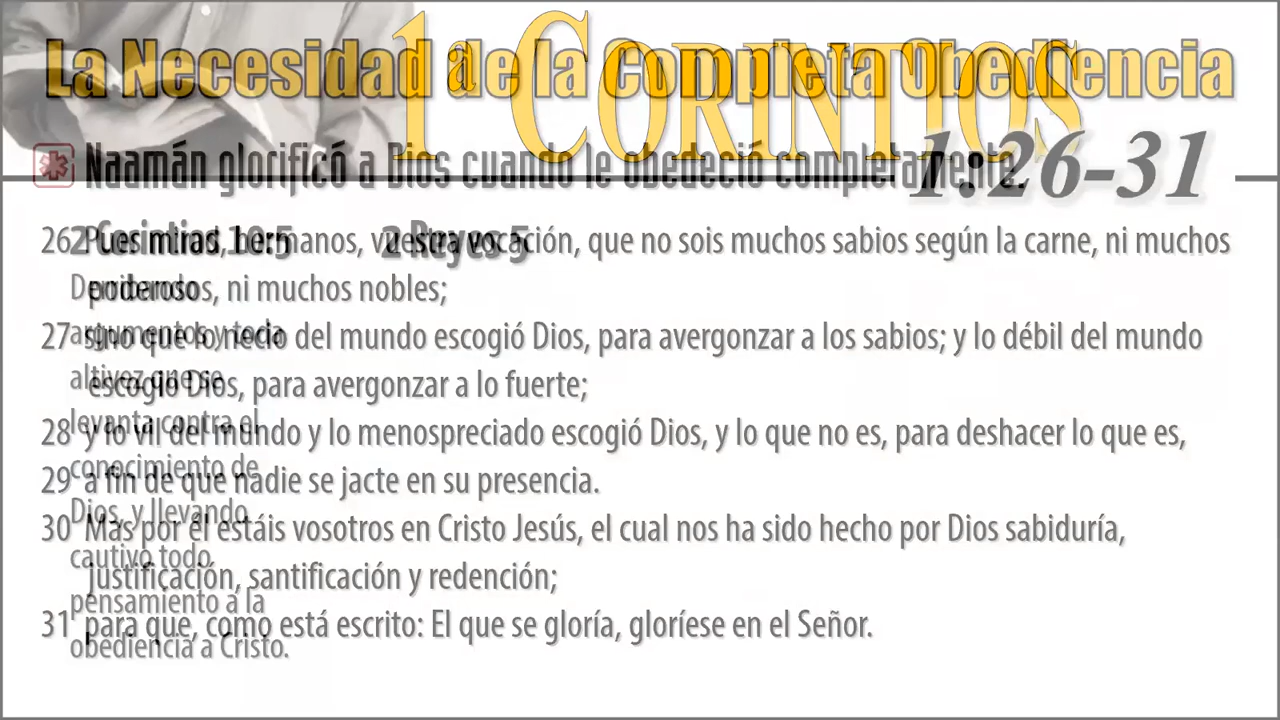 La Necesidad de la Completa Obediencia
1 a CORINTIOS
Naamán glorificó a Dios cuando le obedeció completamente.
1:26-31
2 Corintios 10:5
2 Reyes 5
26 Pues mirad, hermanos, vuestra vocación, que no sois muchos sabios según la carne, ni muchos
poderosos, ni muchos nobles;
27 sino que lo necio del mundo escogió Dios, para avergonzar a los sabios; y lo débil del mundo
escogió Dios, para avergonzar a lo fuerte;
28 y lo vil del mundo y lo menospreciado escogió Dios, y lo que no es, para deshacer lo que es,
29 a fin de que nadie se jacte en su presencia.
30 Mas por él estáis vosotros en Cristo Jesús, el cual nos ha sido hecho por Dios sabiduría,
justificación, santificación y redención;
31 para que, como está escrito: El que se gloría, gloríese en el Señor.
Derribando
argumentos y toda
altivez que se
levanta contra el
conocimiento de
Dios, y llevando
cautivo todo
pensamiento a la
obediencia a Cristo.